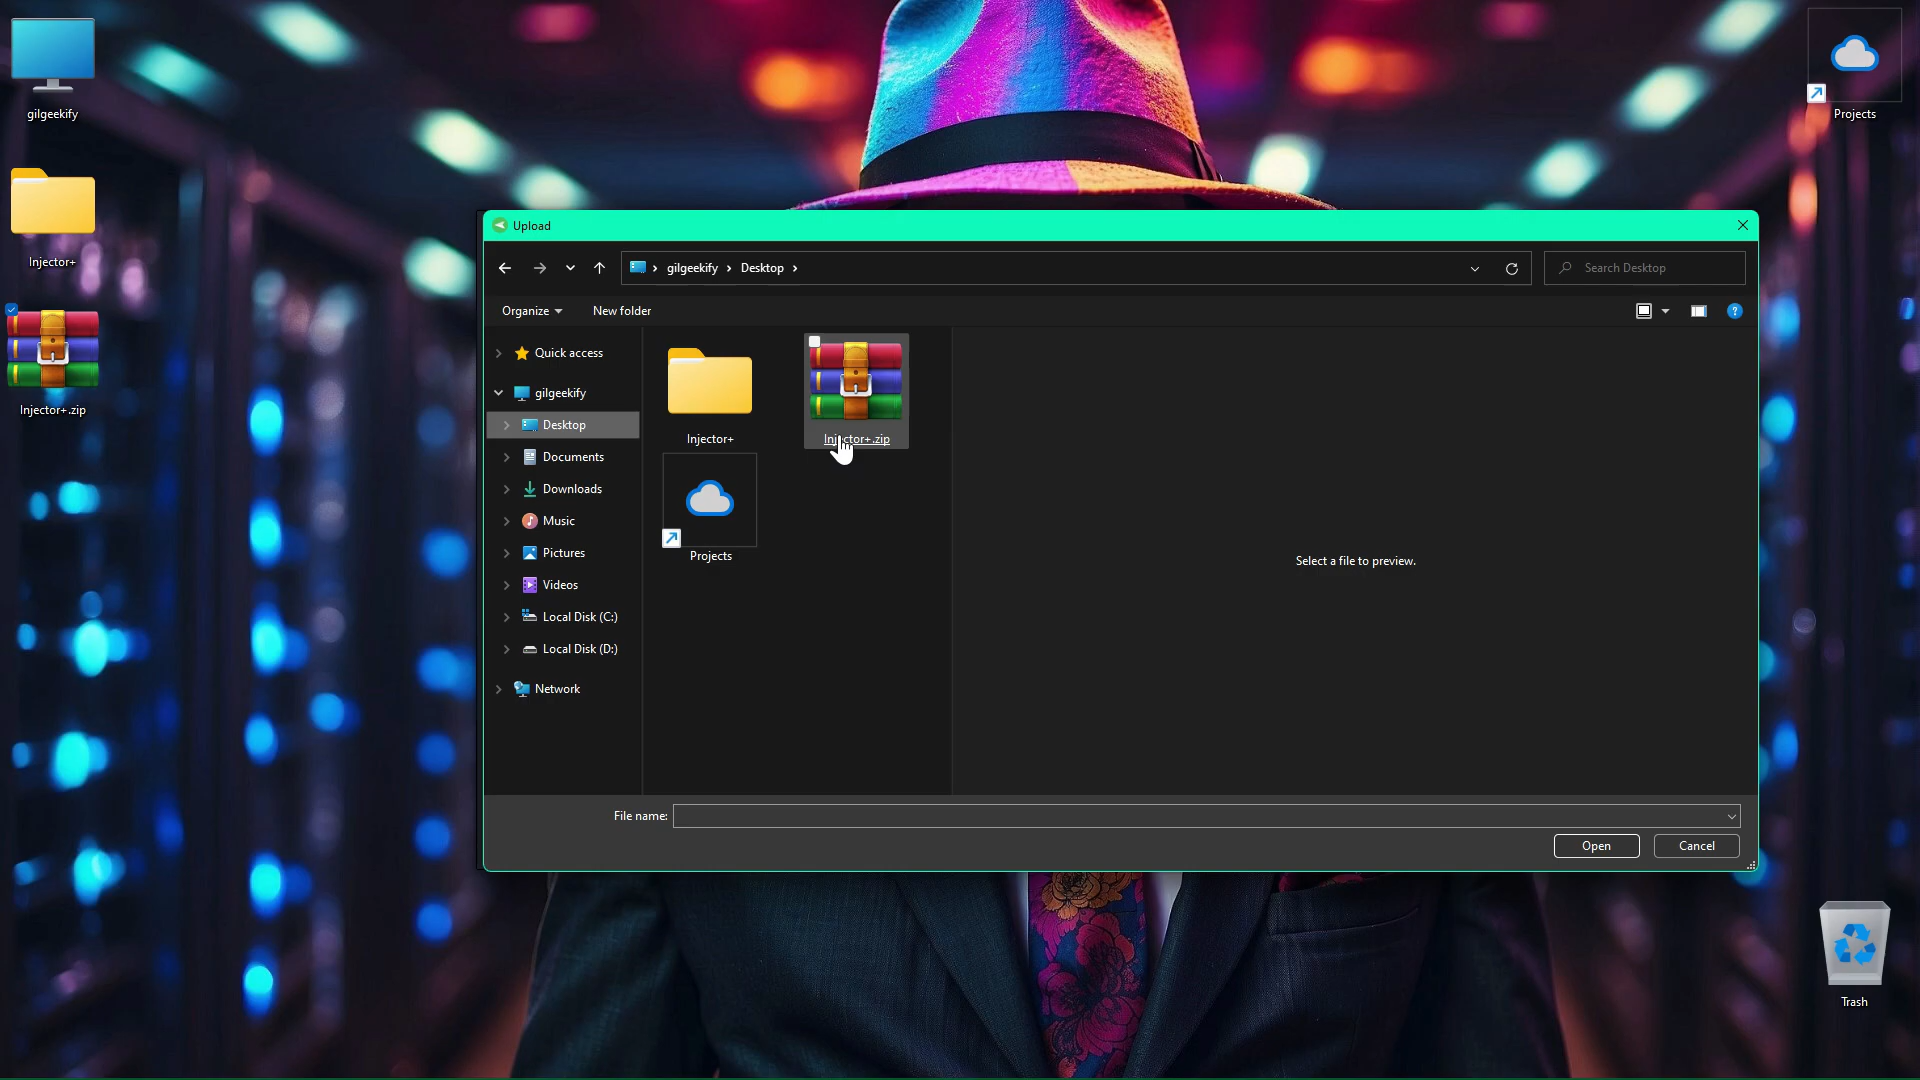 gilgeekify
Injector+
Injector+.zip
Projects
Trash
Upload
gilgeekify
Desktop
Search Desktop
Organize
New folder
Quick access
gilgeekify
Desktop
Documents
Downloads
Music
Pictures
Videos
Local Disk (C:)
Local Disk (D:)
Network
Injector+
Injector+.zip
Projects
Select a file to preview.
File name:
Open
Cancel